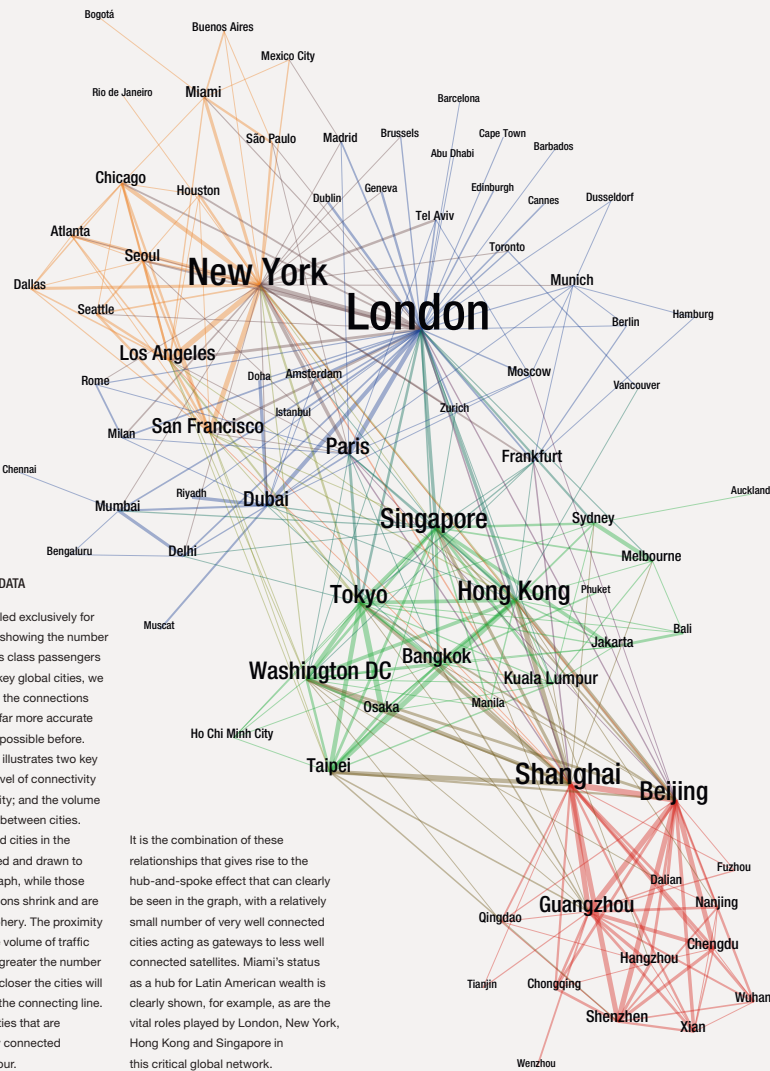 Bogotá
Buenos Aires
Mexico City
Rio de Janeiro
Miami
Barcelona
São Paulo
Madrid
Brussels
Cape Town
Abu Dhabi
Barbados
Chicago
Houston
Dublin
Geneva
Edinburgh
Cannes
Dusseldorf
Tel Aviv
Atlanta
Seoul
Toronto
New York
Dallas
Munich
London
Seattle
Hamburg
Berlin
Los Angeles
Rome
Doha
Amsterdam
Moscow
Vancouver
Istanbul
Zurich
Milan
San Francisco
Paris
Frankfurt
Chennai
Mumbai
Riyadh
Dubai
Auckland
Singapore
Sydney
Bengaluru
Delhi
Melbourne
Tokyo
Hong Kong
Phuket
Muscat
Bali
Jakarta
Washington DC
Bangkok
Kuala Lumpur
Osaka
Manila
Ho Chi Minh City
Taipei
Shanghai
Beijing
Fuzhou
Dalian
Guangzhou
Nanjing
Qingdao
Chengdu
Hangzhou
Tianjin
Chongqing
Wuhan
Shenzhen
Xian
Wenzhou
DATA
led exclusively for
showing the number
s class passengers
key global cities, we
the connections
far more accurate
possible before.
illustrates two key
vel of connectivity
ity; and the volume
between cities.
d cities in the
ed and drawn to
aph, while those
ons shrink and are
hery. The proximity
e volume of traffic
greater the number
closer the cities will
the connecting line.
ties that are
y connected
our.
It is the combination of these
relationships that gives rise to the
hub-and-spoke effect that can clearly
be seen in the graph, with a relatively
small number of very well connected
cities acting as gateways to less well
connected satellites. Miami's status
as a hub for Latin American wealth is
clearly shown, for example, as are the
vital roles played by London, New York,
Hong Kong and Singapore in
this critical global network.